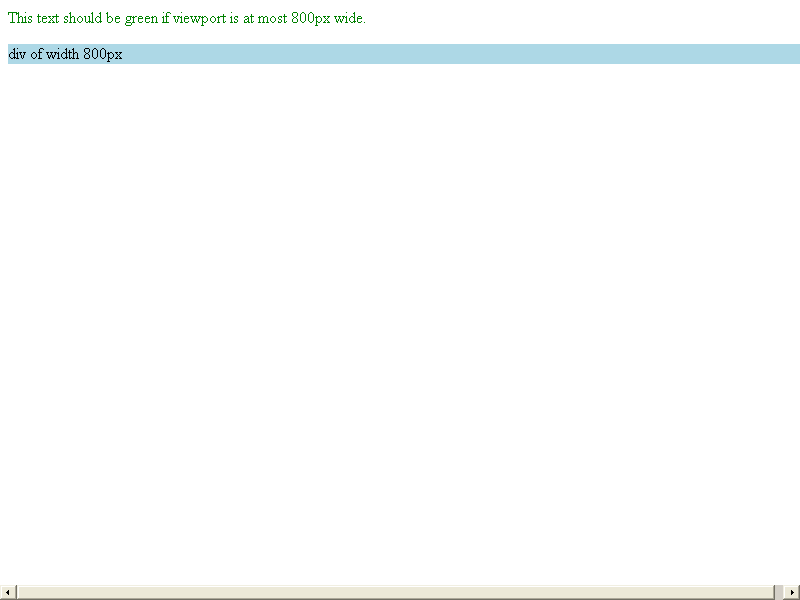 This text should be green if viewport is at most 800px wide.
div of width 800px